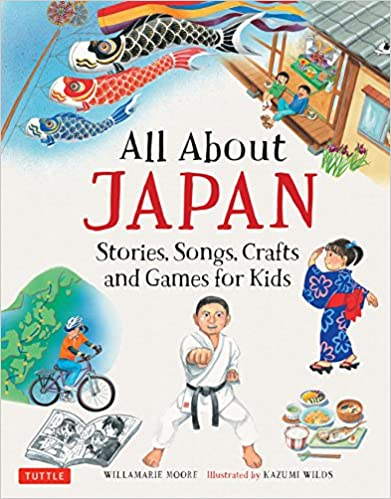 All About
JAPAN
Stories, Songs, Crafts
and Games for Kids
TUTTLE
WILLAMARIE MOORE Illustrated by KAZUMI WILDS